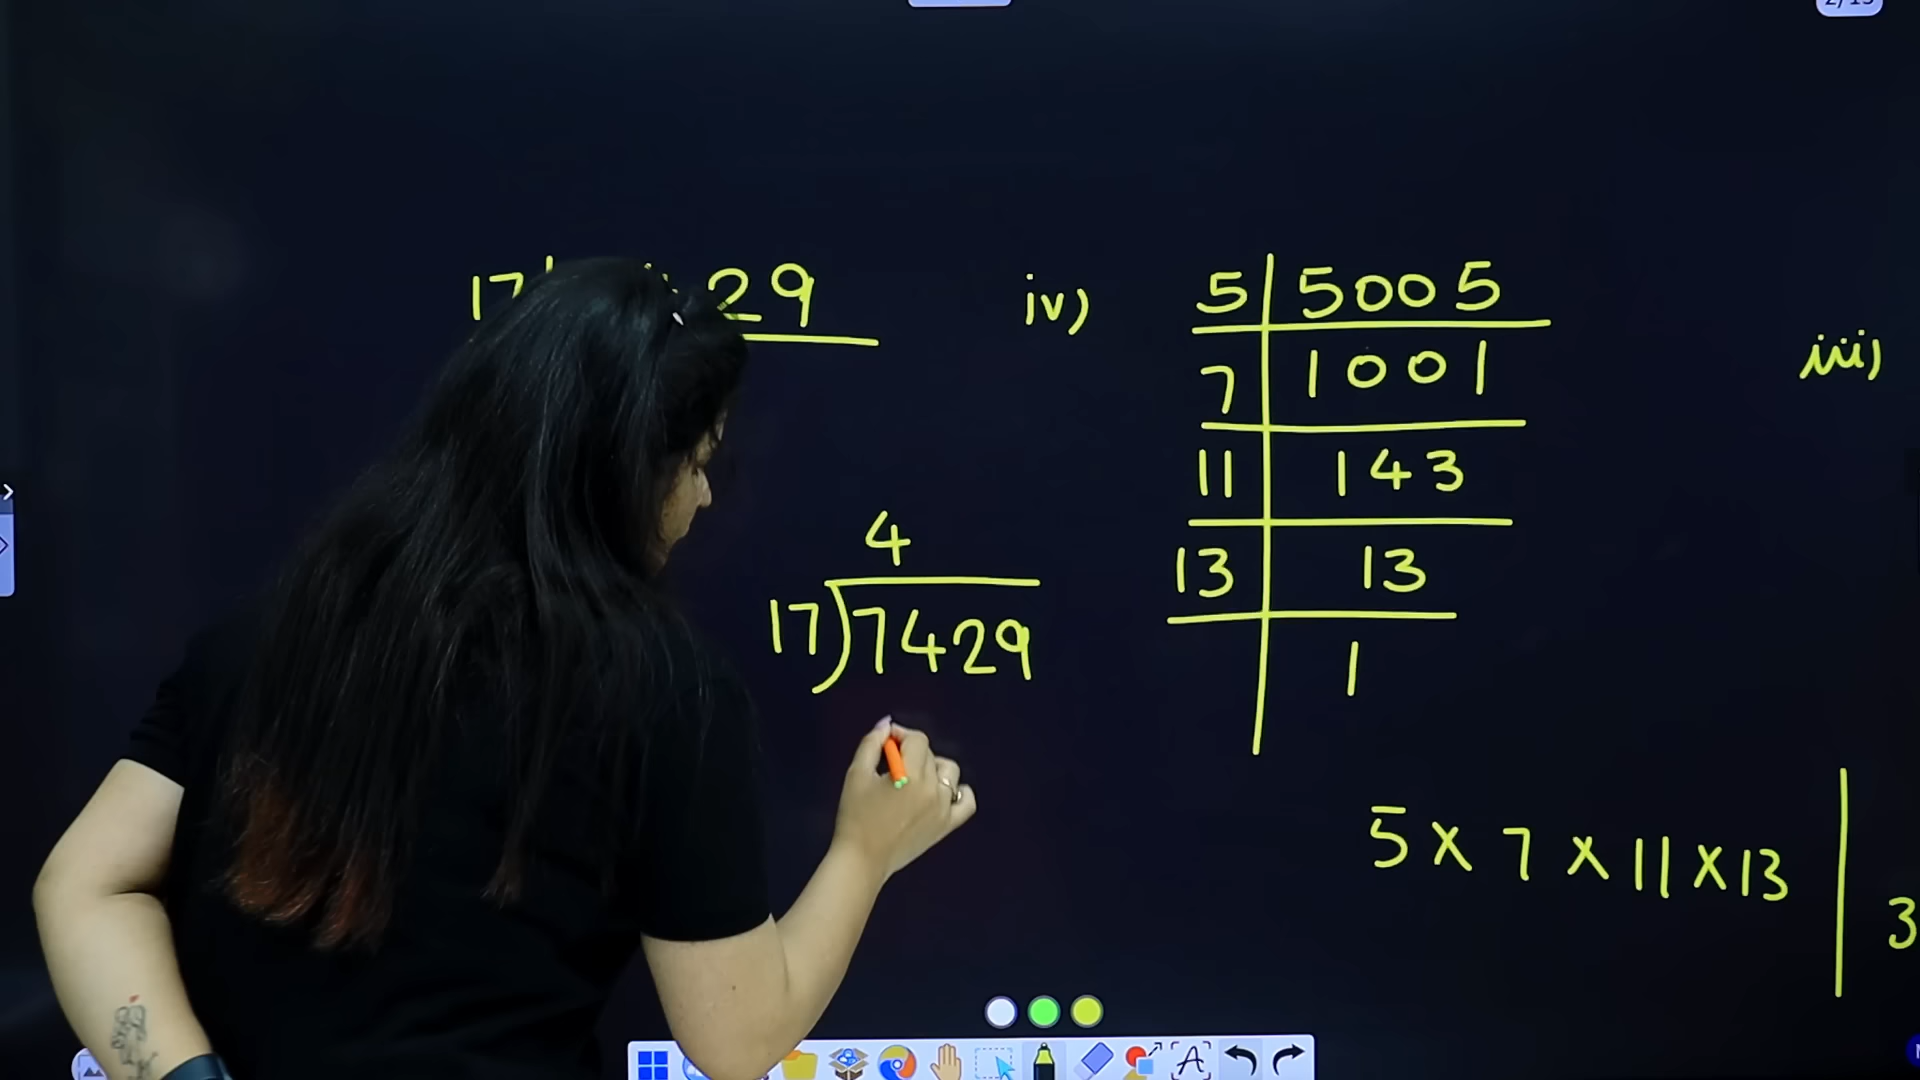 17 29
4
17)7429
iv)
5 | 5005
7 | 1001
11 | 143
13 | 13
1
5 x 7 x 11 x 13
iii)
3